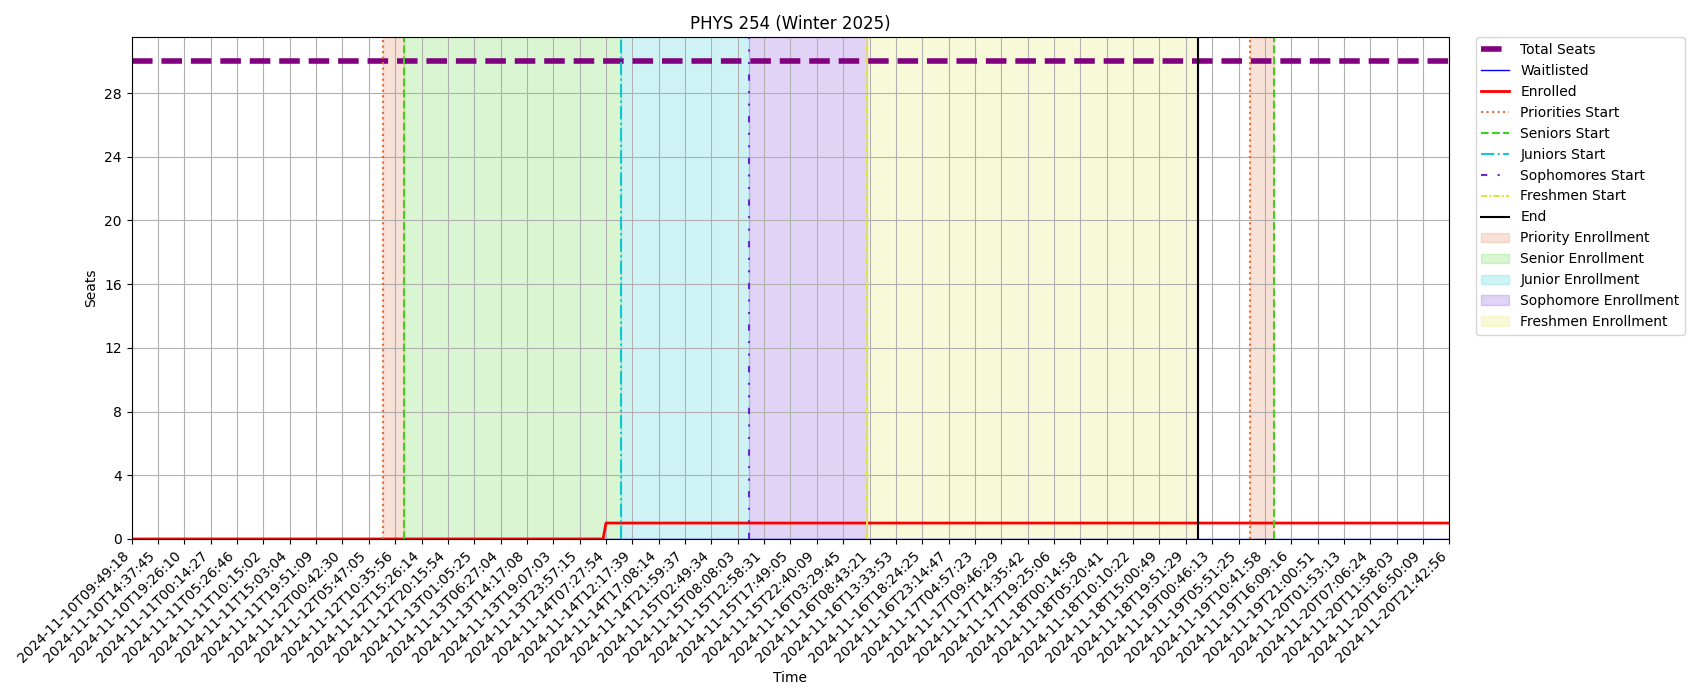 PHYS 254 (Winter 2025)
Seats
28
24
20
16
12
8
4
0
2024-11-10T09:49:18
2024-11-10T14:37:45
2024-11-10T19:26:10
2024-11-11T00:14:27
2024-11-11T05:26:46
2024-11-11T10:15:02
2024-11-11T15:03:04
2024-11-11T19:51:09
2024-11-12T00:42:30
2024-11-12T05:47:05
2024-11-12T10:35:56
2024-11-12T15:26:14
2024-11-12T20:15:54
2024-11-13T01:05:25
2024-11-13T06:27:04
2024-11-13T14:17:08
2024-11-13T19:07:03
2024-11-13T23:57:15
2024-11-14T07:27:54
2024-11-14T12:17:39
2024-11-14T17:08:14
2024-11-14T21:59:37
2024-11-15T02:49:34
2024-11-15T08:08:03
2024-11-15T12:58:31
2024-11-15T17:49:05
2024-11-15T22:40:09
2024-11-16T03:29:45
2024-11-16T08:43:21
2024-11-16T13:33:53
2024-11-16T18:24:25
2024-11-16T23:14:47
2024-11-17T04:57:23
2024-11-17T09:46:29
2024-11-17T14:35:42
2024-11-17T19:25:06
2024-11-18T00:14:58
2024-11-18T05:20:41
2024-11-18T10:10:22
2024-11-18T15:00:49
2024-11-18T19:51:29
2024-11-19T00:46:13
2024-11-19T05:51:25
2024-11-19T10:41:58
2024-11-19T16:09:16
2024-11-19T21:00:51
2024-11-20T01:53:13
2024-11-20T07:06:24
2024-11-20T11:58:03
2024-11-20T16:50:09
2024-11-20T21:42:56
Time
Total Seats
Waitlisted
Enrolled
Priorities Start
Seniors Start
Juniors Start
Sophomores Start
Freshmen Start
End
Priority Enrollment
Senior Enrollment
Junior Enrollment
Sophomore Enrollment
Freshmen Enrollment